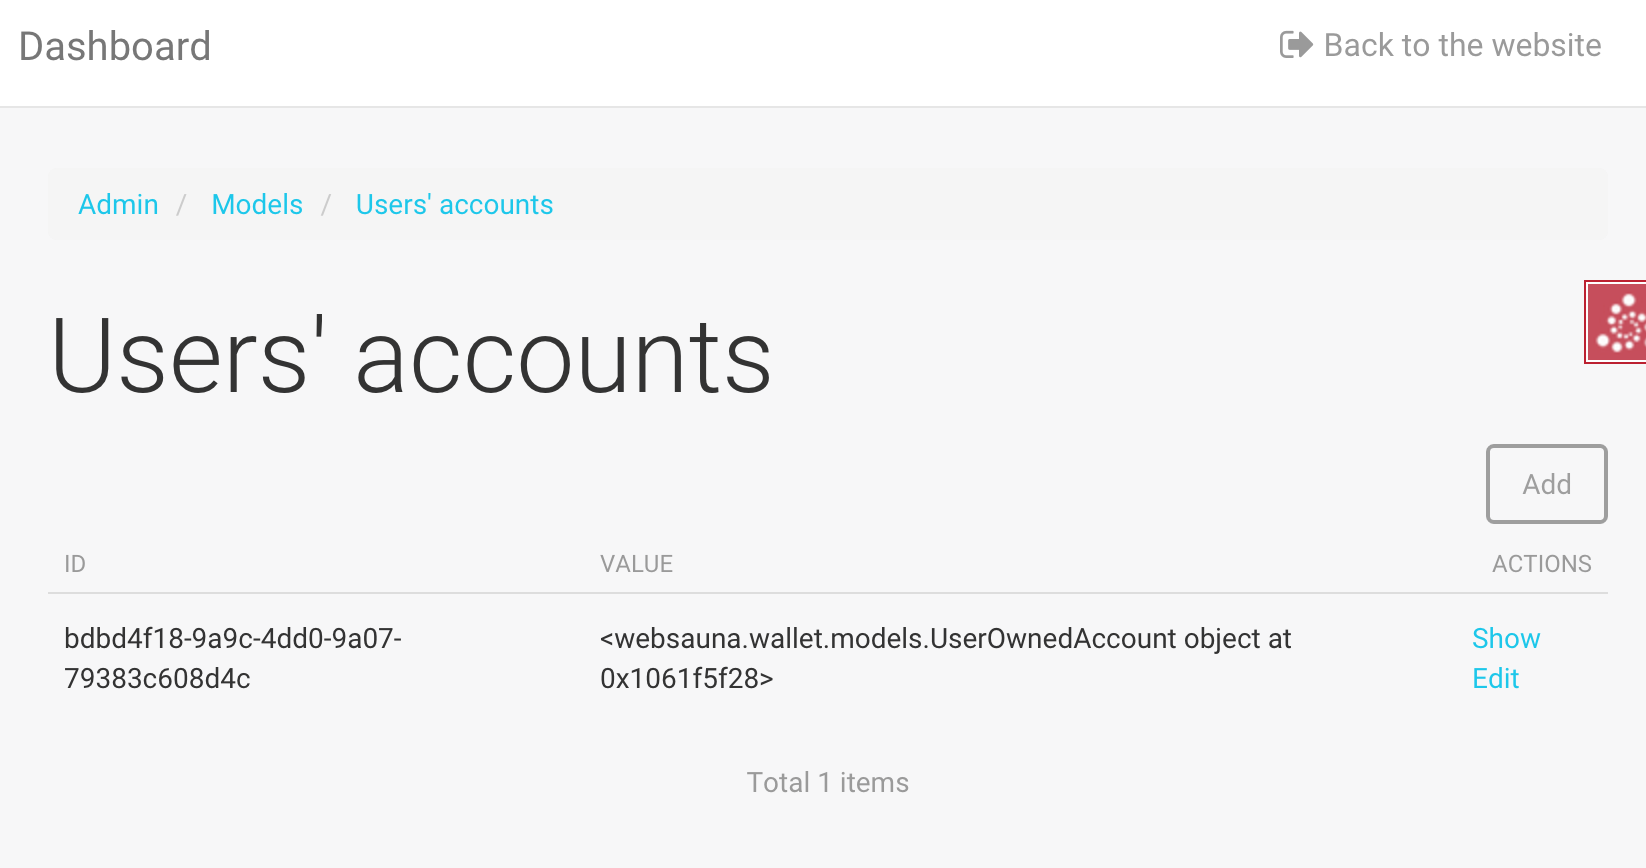 Dashboard
Back to the website
Admin / Models / Users' accounts
Users' accounts
Add
ID VALUE ACTIONS
bdbd4f18-9a9c-4dd0-9a07- <websauna.wallet.models.UserOwnedAccount object at Show
79383c608d4c 0x1061f5f28> Edit
Total 1 items